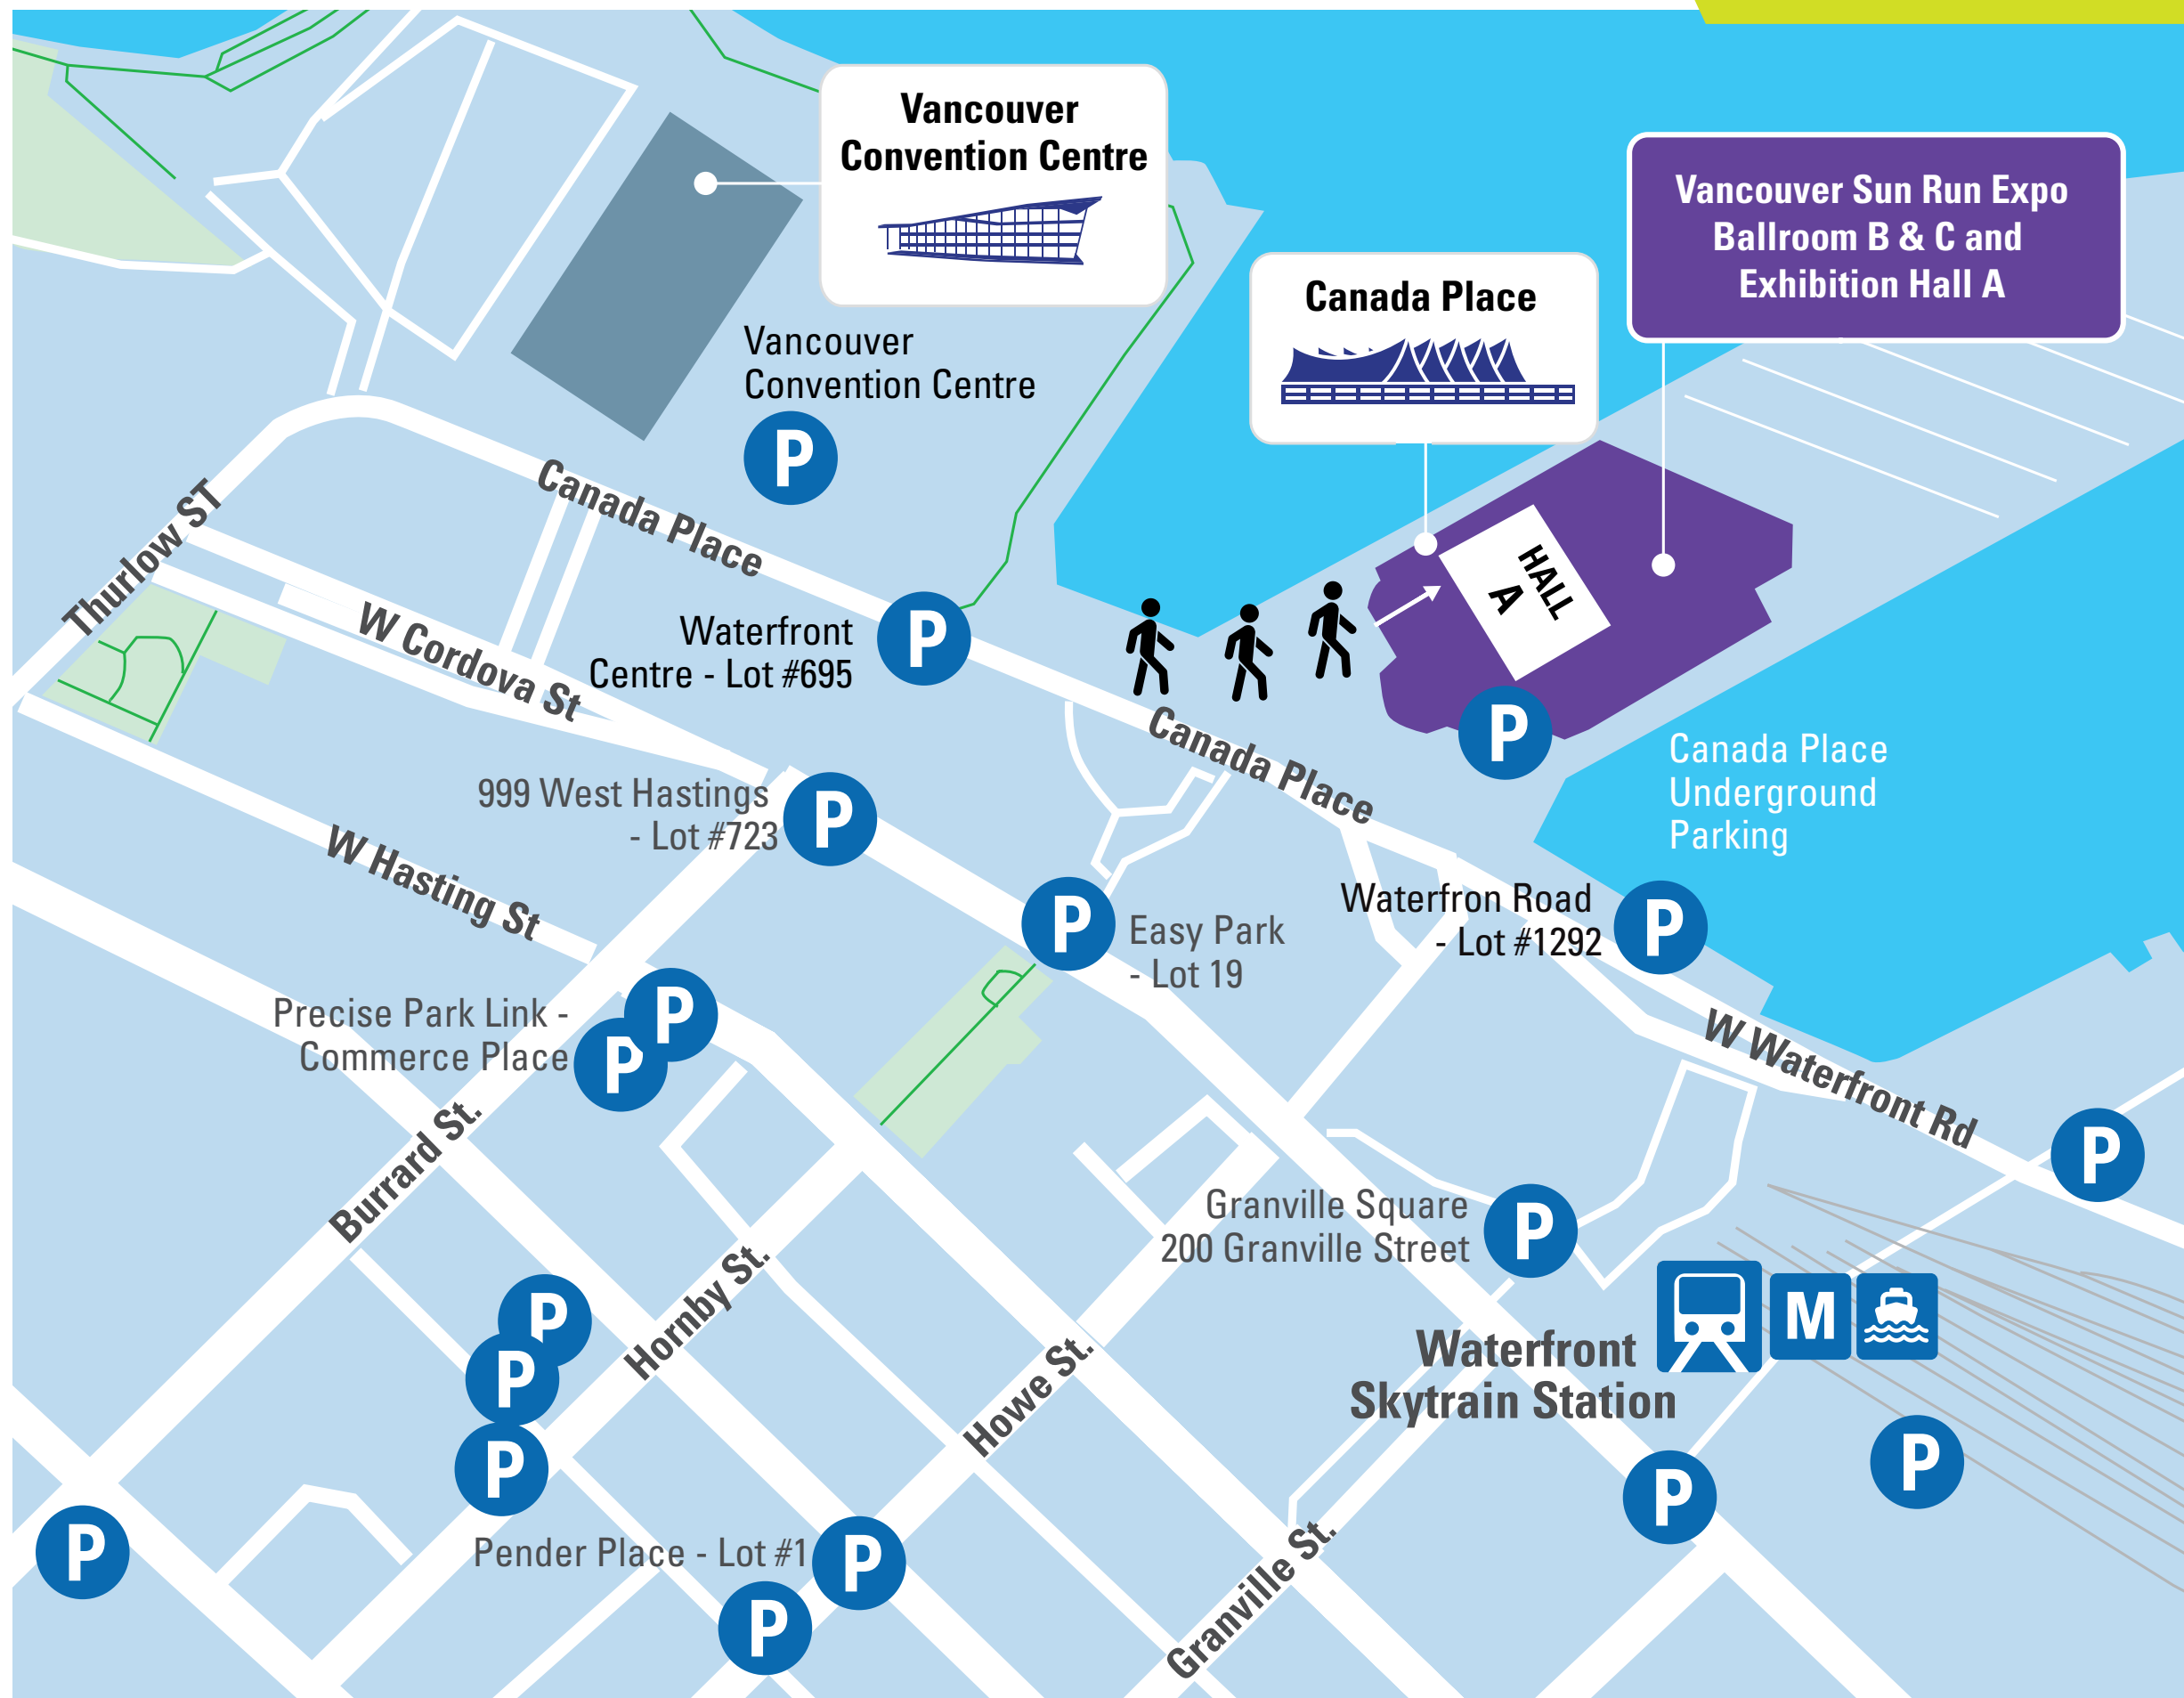 Vancouver
Convention Centre
Vancouver Sun Run Expo
Ballroom B & C and
Exhibition Hall A
Canada Place
Vancouver
Convention Centre
P
Canada Place
Thurlow ST
HALL
A
W Cordova St
Waterfront
Centre - Lot #695
P
Canada Place
P
Canada Place
Underground
Parking
999 West Hastings
- Lot #723
P
W Hasting St
P
Easy Park
- Lot 19
Waterfron Road
- Lot #1292
P
Precise Park Link -
Commerce Place
P
P
W Waterfront Rd
P
Burrard St.
Granville Square
200 Granville Street
P
Hornby St.
P
P
P
Howe St.
M
Waterfront
Skytrain Station
P
P
P
Pender Place - Lot #1
P
P
Granville St.